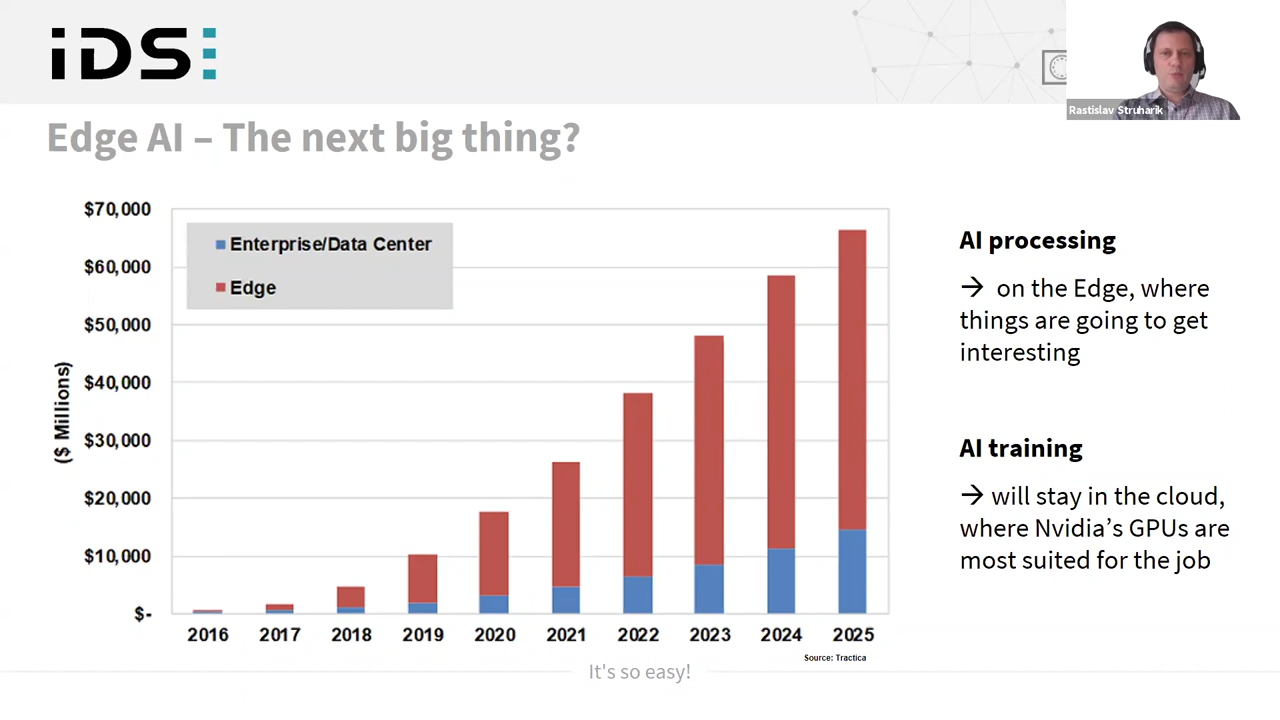 iDS
Rastislav Struharik
Edge AI – The next big thing?
$70,000
$60,000
$50,000
$40,000
$30,000
$20,000
$10,000
$-
($ Millions)
Enterprise/Data Center
Edge
2016 2017 2018 2019 2020 2021 2022 2023 2024 2025
Source: Tractica
AI processing
→ on the Edge, where
things are going to get
interesting
AI training
→ will stay in the cloud,
where Nvidia’s GPUs are
most suited for the job
It's so easy!